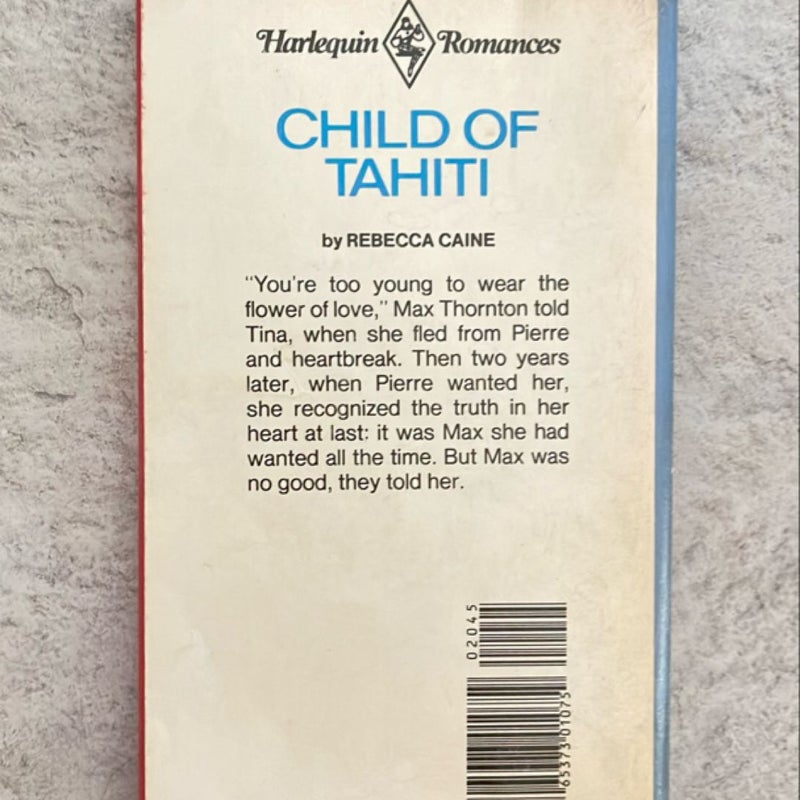 Harlequin Romances
CHILD OF
TAHITI
by REBECCA CAINE
"You're too young to wear the
flower of love," Max Thornton told
Tina, when she fled from Pierre
and heartbreak. Then two years
later, when Pierre wanted her,
she recognized the truth in her
heart at last: it was Max she had
wanted all the time. But Max was
no good, they told her.
02045
65373 01075